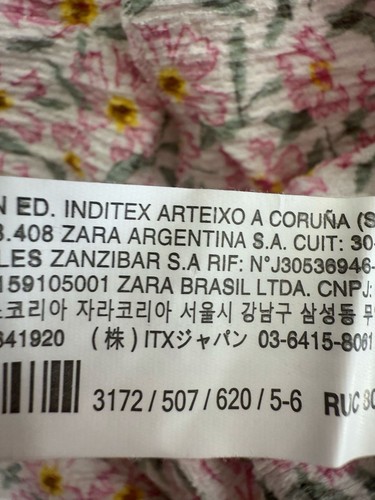 N ED. INDITEX ARTEIXO A CORUÑA (S
3.408 ZARA ARGENTINA S.A. CUIT: 30-
LES ZANZIBAR S.A RIF: N°J30536946-
159105001 ZARA BRASIL LTDA. CNPJ:
코리아 자라코리아 서울시 강남구 삼성동 무
641920 (株) ITXジャパン 03-6415-8061
3172 / 507 / 620 / 5-6 RUC 80